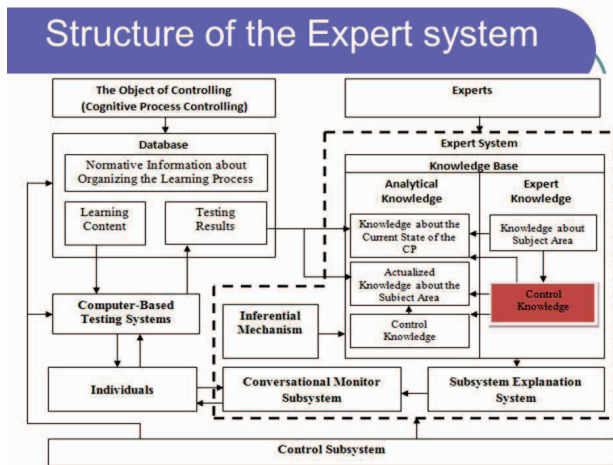 Structure of the Expert system
The Object of Controlling
(Cognitive Process Controlling)
Experts
Database
Normative Information about
Organizing the Learning Process
Learning
Content
Testing
Results
Expert System
Knowledge Base
Analytical
Knowledge
Expert
Knowledge
Knowledge about the
Current State of the
CP
Knowledge about
Subject Area
Actualized
Knowledge about the
Subject Area
Control
Knowledge
Control
Knowledge
Computer-Based
Testing Systems
Inferential
Mechanism
Individuals
Conversational Monitor
Subsystem
Subsystem Explanation
System
Control Subsystem